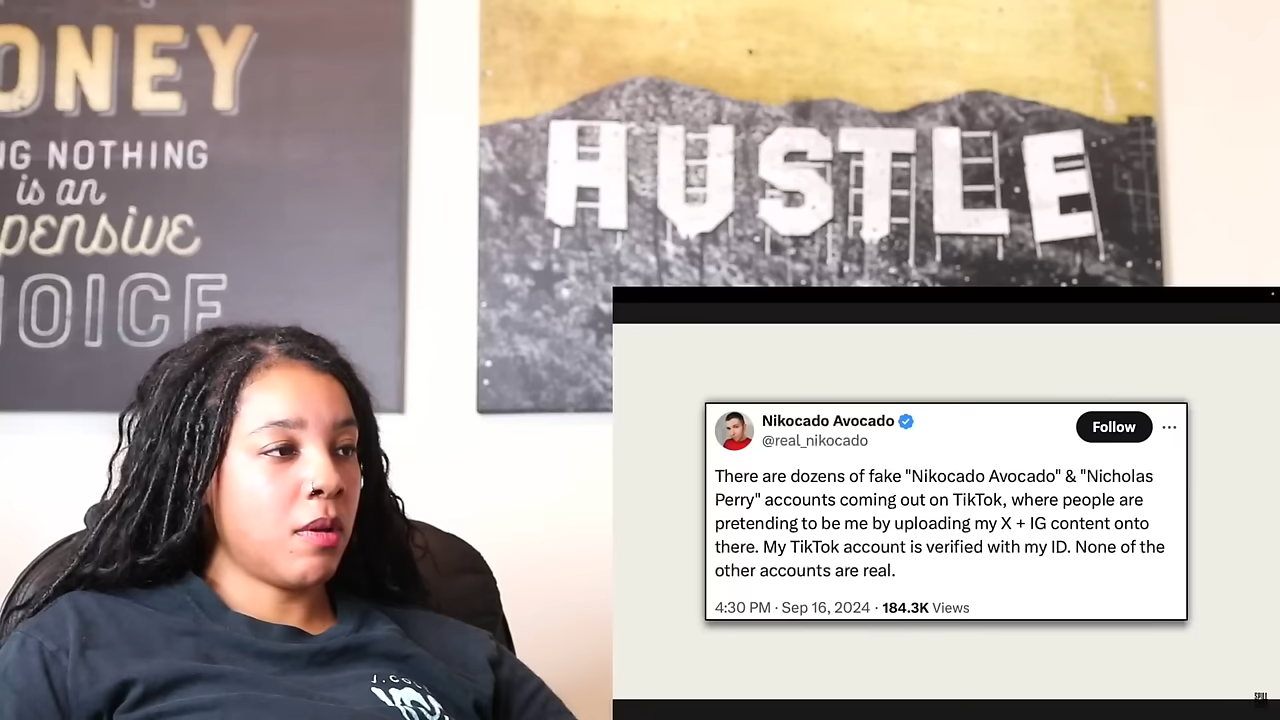 ONEY
NG NOTHING
is an
pensive
HOICE
HUSTLE
Nikocado Avocado
@real_nikocado
Follow
There are dozens of fake "Nikocado Avocado" & "Nicholas
Perry" accounts coming out on TikTok, where people are
pretending to be me by uploading my X + IG content onto
there. My TikTok account is verified with my ID. None of the
other accounts are real.
4:30 PM · Sep 16, 2024 · 184.3K Views
SPILL